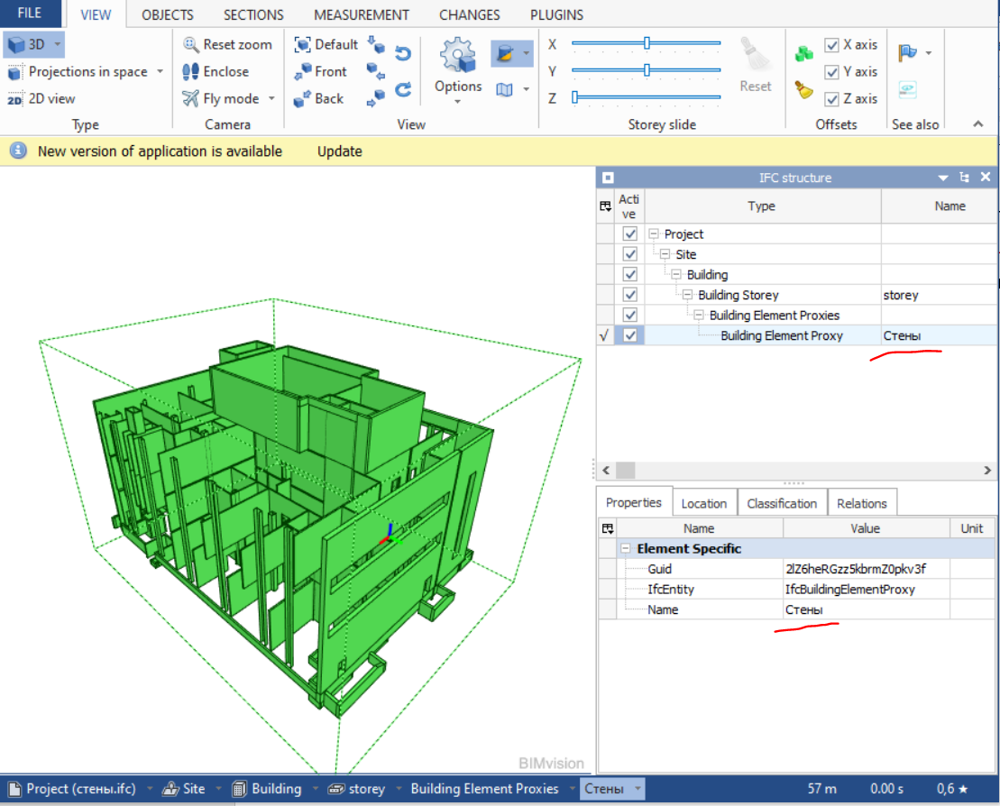 FILE VIEW OBJECTS SECTIONS MEASUREMENT CHANGES PLUGINS
3D
Projections in space
2D 2D view
Type
Reset zoom
Enclose
Fly mode
Camera
Default
Front
Back
View
Options
X
Y
Z
Storey slide
Reset
X axis
Y axis
Z axis
Offsets
See also
New version of application is available Update
IFC structure
Acti
ve
Type Name
Project
Site
Building
Building Storey storey
Building Element Proxies
Building Element Proxy Стены
Properties Location Classification Relations
Name Value Unit
Element Specific
Guid 2lZ6heRGzz5kbrmZ0pkv3f
IfcEntity IfcBuildingElementProxy
Name Стены
BIMvision
Project (стены.ifc) Site Building storey Building Element Proxies Стены 57 m 0.00 s 0,6 ★